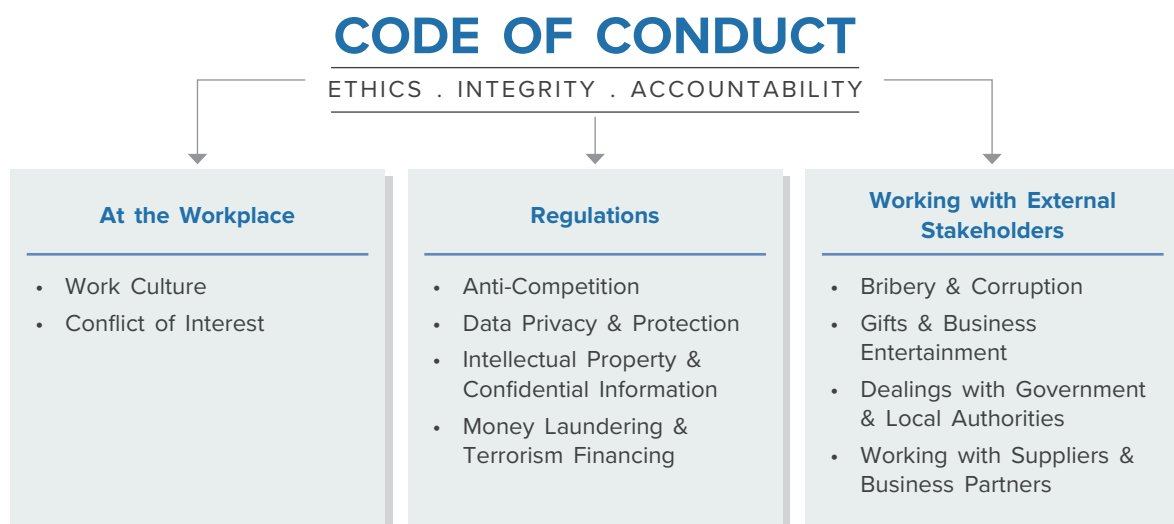 CODE OF CONDUCT
ETHICS . INTEGRITY . ACCOUNTABILITY
At the Workplace
• Work Culture
• Conflict of Interest
Regulations
• Anti-Competition
• Data Privacy & Protection
• Intellectual Property &
Confidential Information
• Money Laundering &
Terrorism Financing
Working with External
Stakeholders
• Bribery & Corruption
• Gifts & Business
Entertainment
• Dealings with Government
& Local Authorities
• Working with Suppliers &
Business Partners